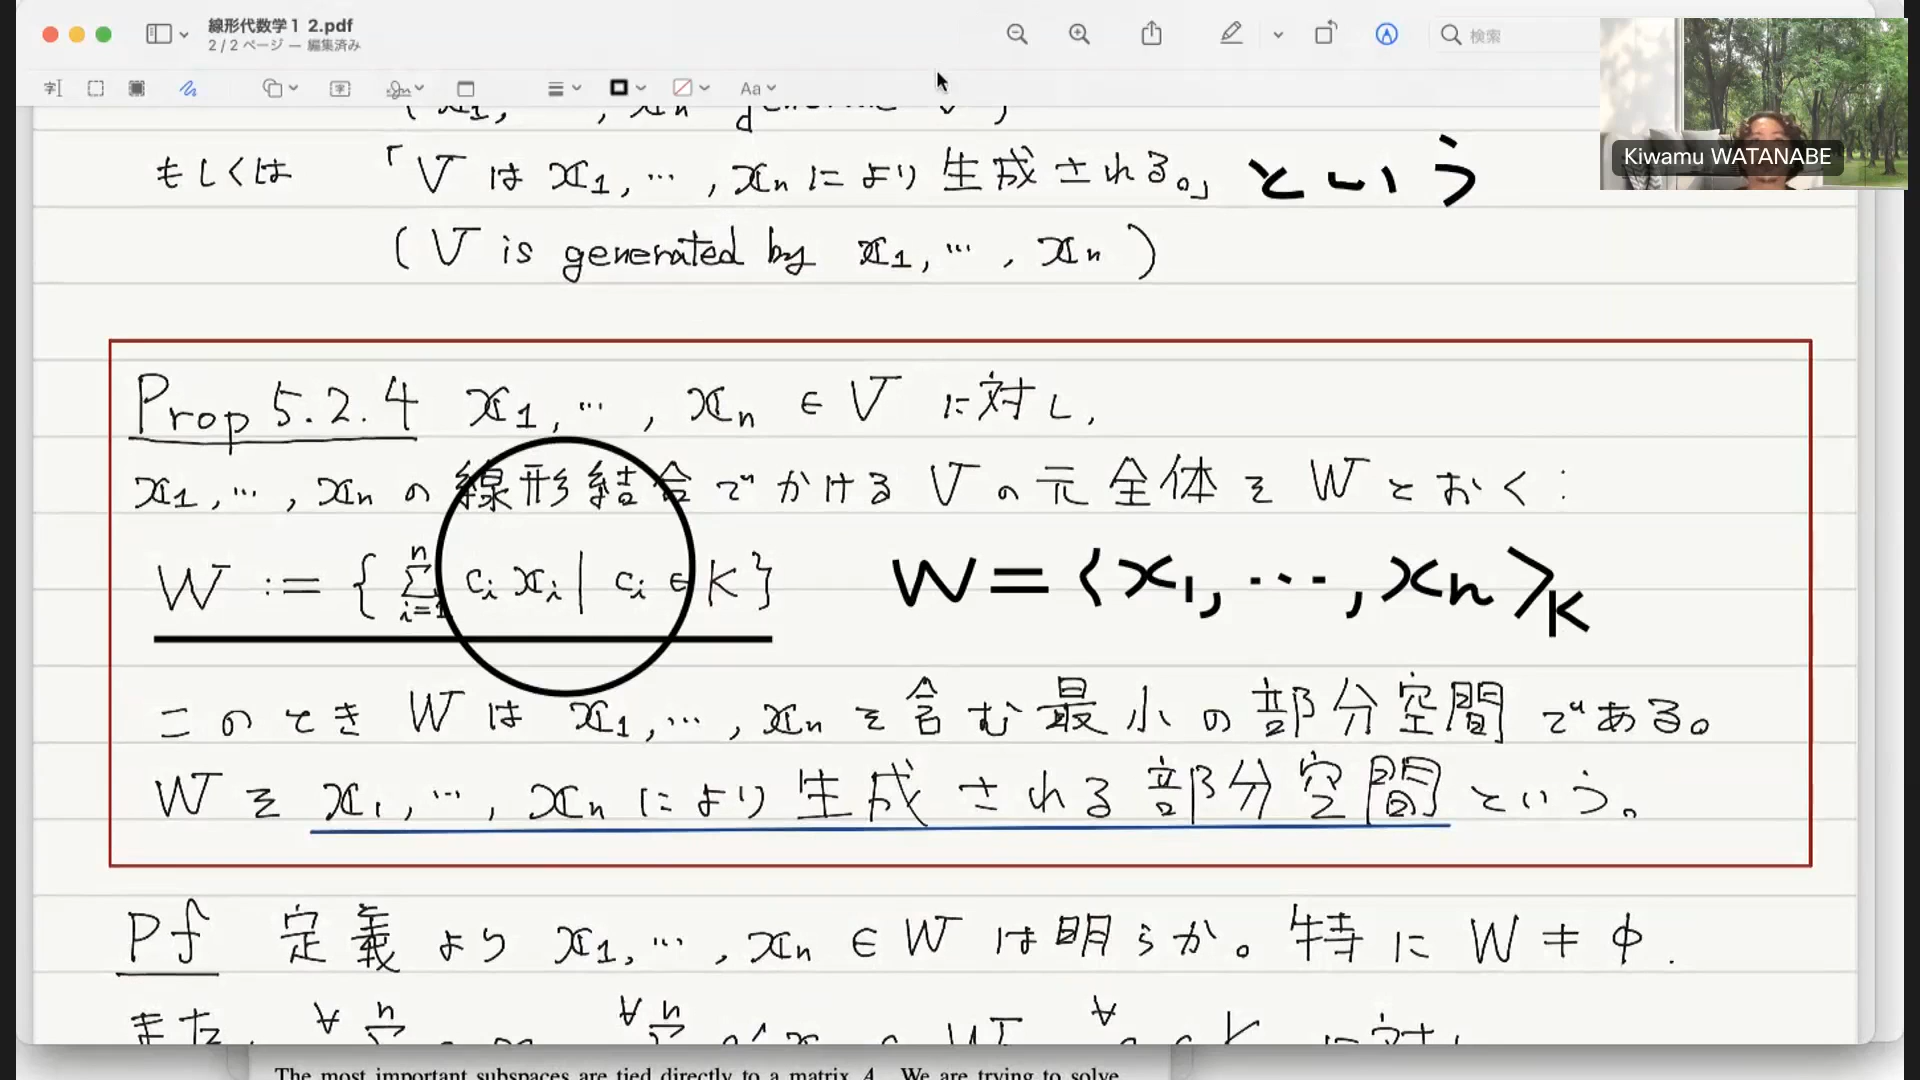 線形代数学１ 2.pdf
2 / 2 ページ — 編集済み
検索
Aa
Kiwamu WATANABE
もしくは 「V は x1, … , xn により 生成 される。」 という
( V is generated by x1, … , xn )
Prop 5.2.4 x1, … , xn ∈ V に対し,
x1, … , xn の 線形結合 でかける V の 元 全体 を W とおく :
W := { Σ_{i=1}^{n} ci xi | ci ∈ K } W = 〈x1, … , xn〉K
このとき W は x1, … , xn を含む最小の部分空間である。
W を x1, … , xn により 生成 される 部分空間 という。
Pf 定義 より x1, … , xn ∈ W は明らか。特に W ≠ φ .
また
The most important subspaces are tied directly to a matrix A. We are trying to solve